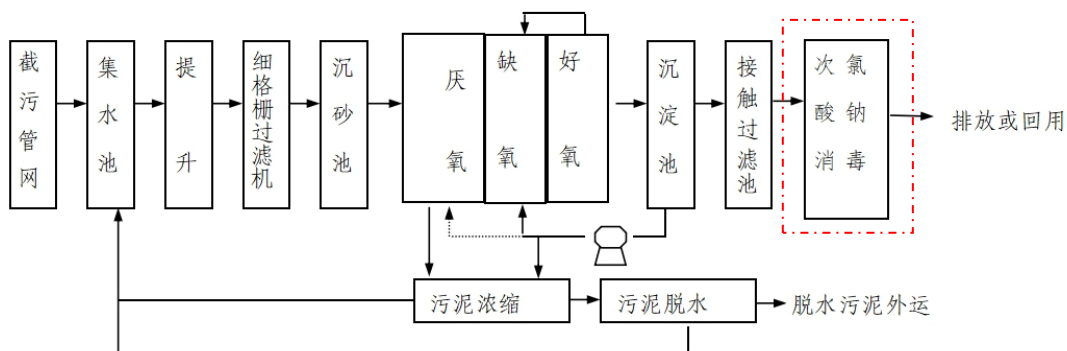 截污管网
集水池
提升
细格栅过滤机
沉砂池
厌氧
缺氧
好氧
沉淀池
接触过滤池
次氯酸钠消毒
排放或回用
污泥浓缩
污泥脱水
脱水污泥外运